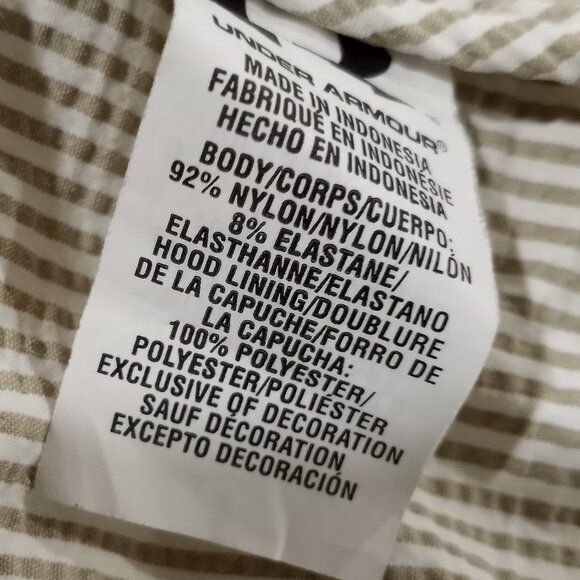 UNDER ARMOUR®
MADE IN INDONESIA
FABRIQUÉ EN INDONÉSIE
HECHO EN INDONESIA
BODY/CORPS/CUERPO:
92% NYLON/NYLON/NILÓN
8% ELASTANE/
ELASTHANNE/ELASTANO
HOOD LINING/DOUBLURE
DE LA CAPUCHE/FORRO DE
LA CAPUCHA:
100% POLYESTER/
POLYESTER/POLIÉSTER
EXCLUSIVE OF DECORATION
SAUF DÉCORATION
EXCEPTO DECORACIÓN